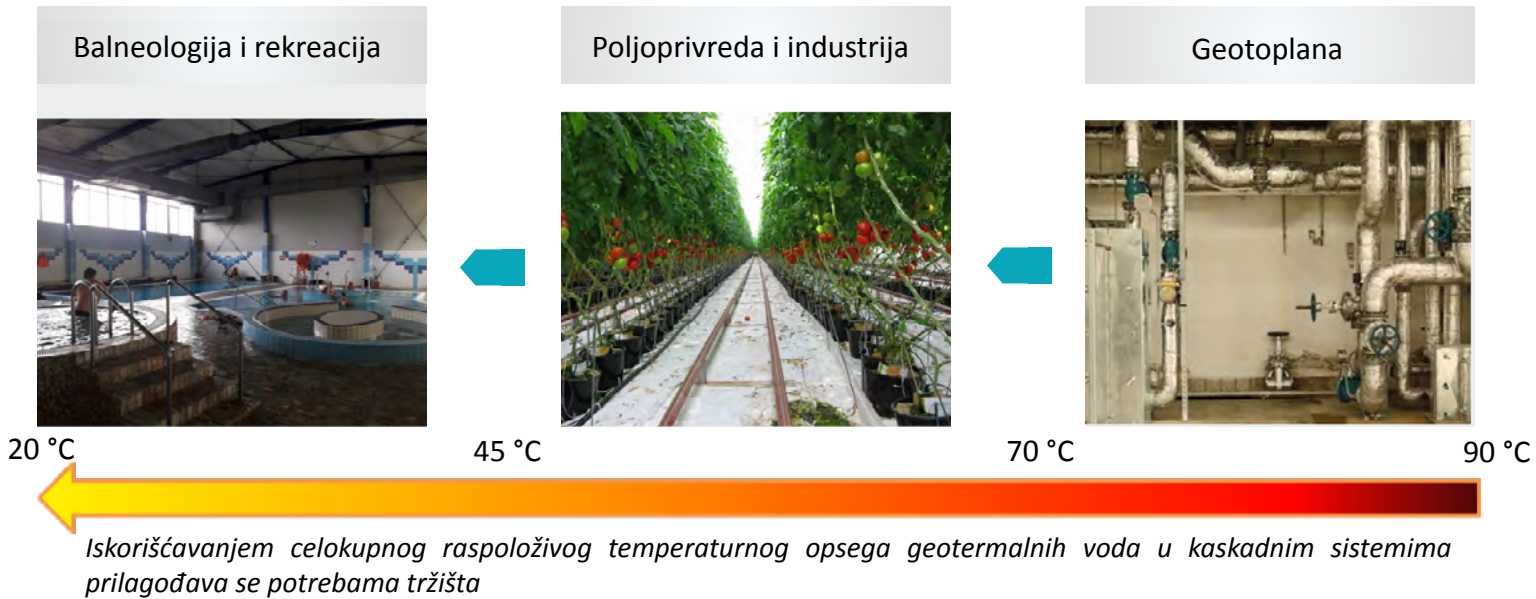 Balneologija i rekreacija
Poljoprivreda i industrija
Geotoplana
20 °C
45 °C
70 °C
90 °C
Iskorišćavanjem celokupnog raspoloživog temperaturnog opsega geotermalnih voda u kaskadnim sistemima
prilagođava se potrebama tržišta